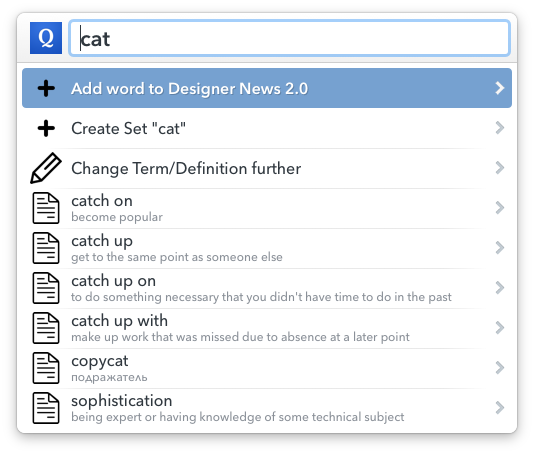 Q cat
Add word to Designer News 2.0
Create Set "cat"
Change Term/Definition further
catch on
become popular
catch up
get to the same point as someone else
catch up on
to do something necessary that you didn't have time to do in the past
catch up with
make up work that was missed due to absence at a later point
copycat
подражатель
sophistication
being expert or having knowledge of some technical subject